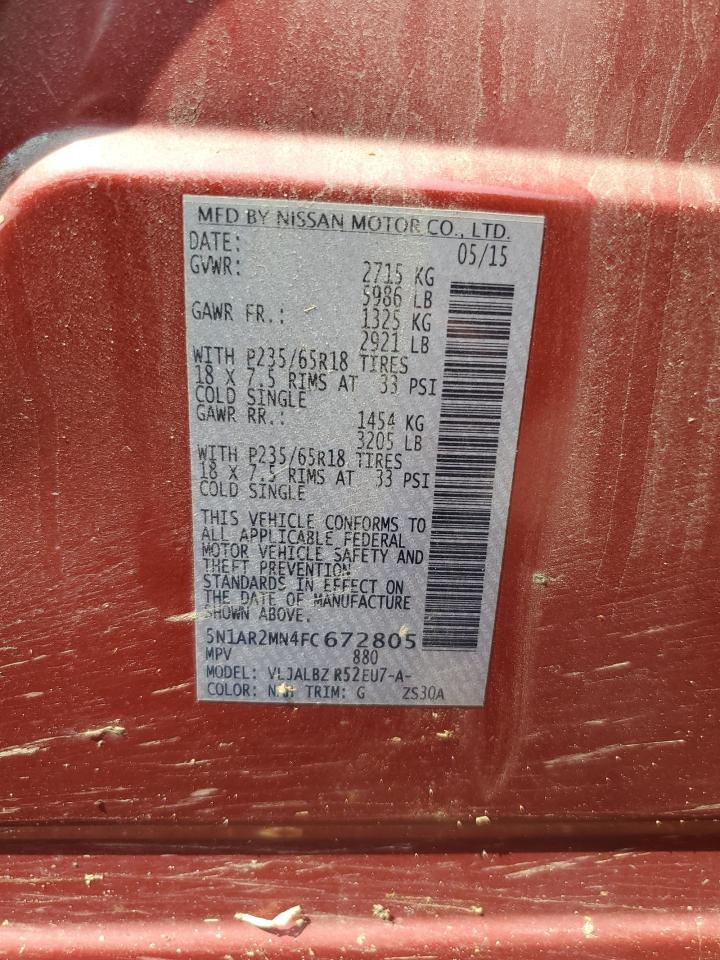 MFD BY NISSAN MOTOR CO., LTD.
DATE: 05/15
GVWR: 2715 KG
5986 LB
GAWR FR.: 1325 KG
2921 LB
WITH P235/65R18 TIRES
18 X 7.5 RIMS AT 33 PSI
COLD SINGLE
GAWR RR.: 1454 KG
3205 LB
WITH P235/65R18 TIRES
18 X 7.5 RIMS AT 33 PSI
COLD SINGLE
THIS VEHICLE CONFORMS TO
ALL APPLICABLE FEDERAL
MOTOR VEHICLE SAFETY AND
THEFT PREVENTION
STANDARDS IN EFFECT ON
THE DATE OF MANUFACTURE
SHOWN ABOVE.
5N1AR2MN4FC672805
MPV 880
MODEL: VLJALBZ R52EU7-A-
COLOR: TRIM: G ZS30A